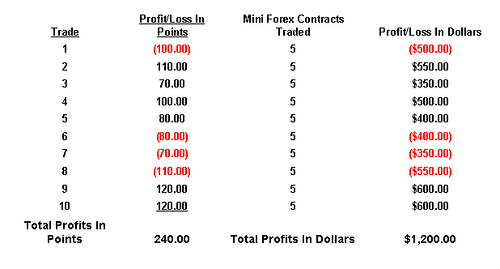 Trade Profit/Loss In Points Mini Forex Contracts Traded Profit/Loss In Dollars
1 (100.00) 5 ($500.00)
2 110.00 5 $550.00
3 70.00 5 $350.00
4 100.00 5 $500.00
5 80.00 5 $400.00
6 (80.00) 5 ($400.00)
7 (70.00) 5 ($350.00)
8 (110.00) 5 ($550.00)
9 120.00 5 $600.00
10 120.00 5 $600.00
Total Profits In Points 240.00 Total Profits In Dollars $1,200.00